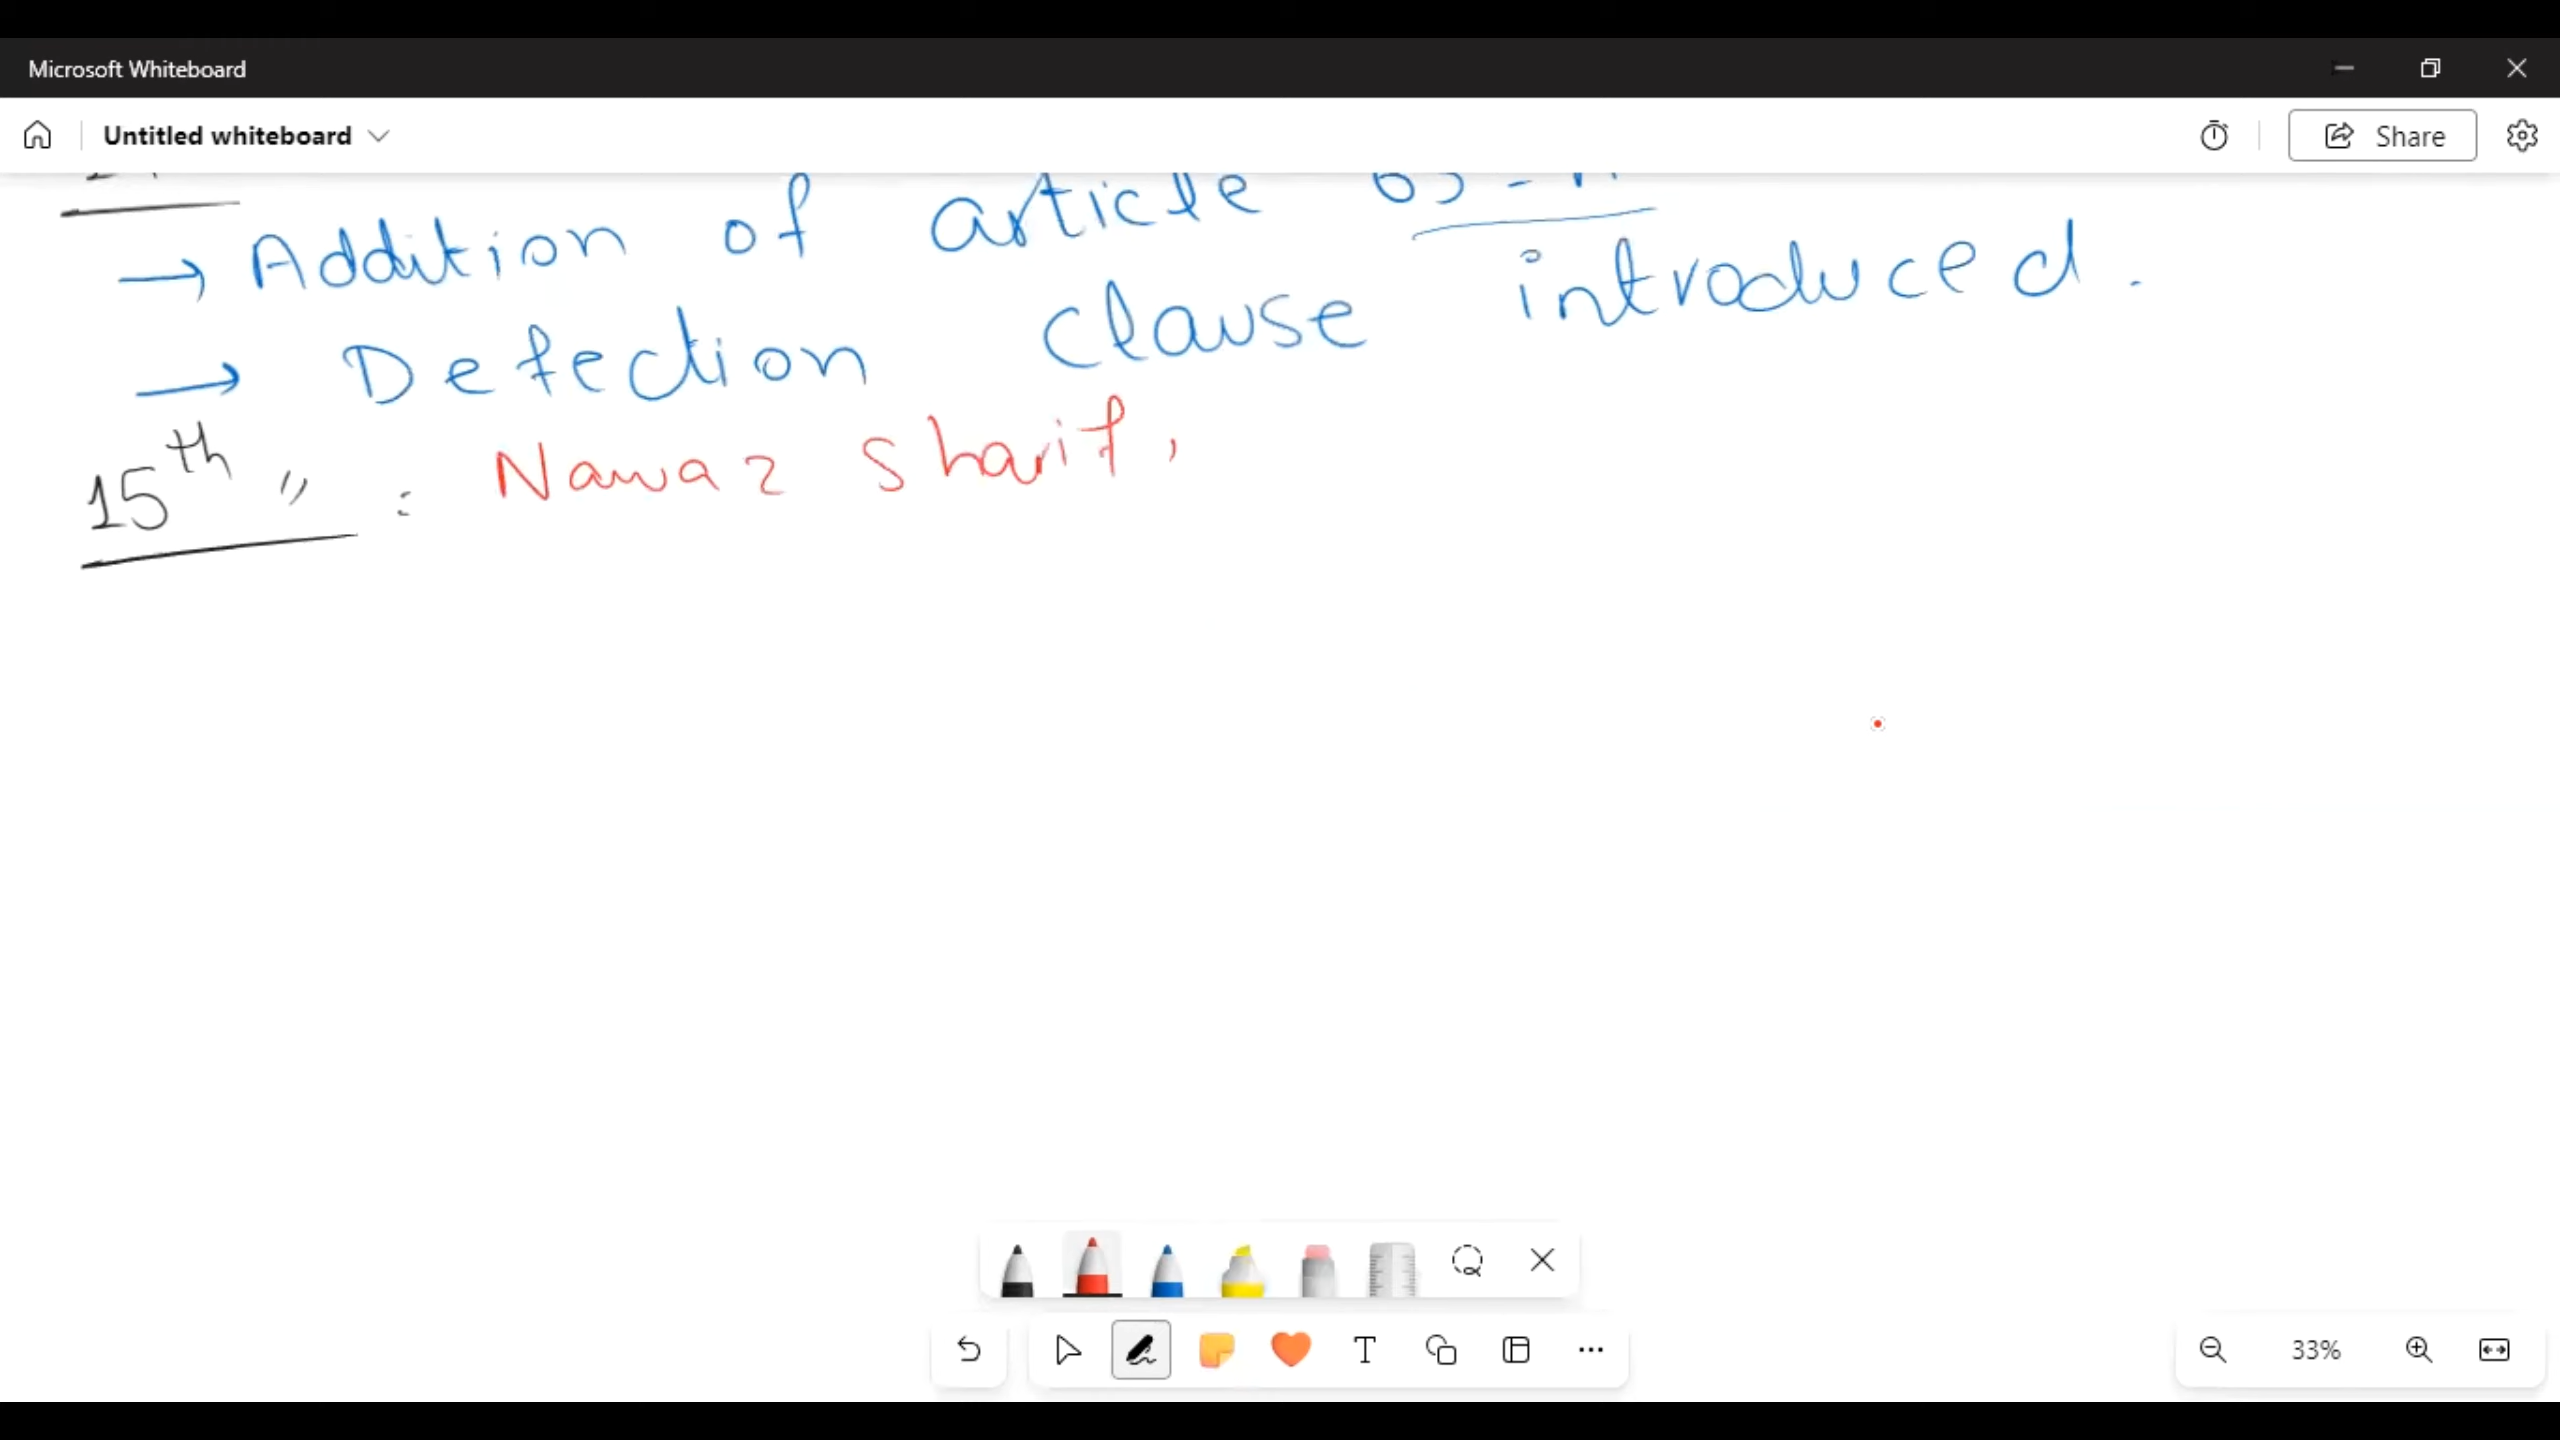 Microsoft Whiteboard
Untitled whiteboard
Share
→ Addition of article
→ Defection clause introduced.
15th " : Nawaz Sharif,
33%